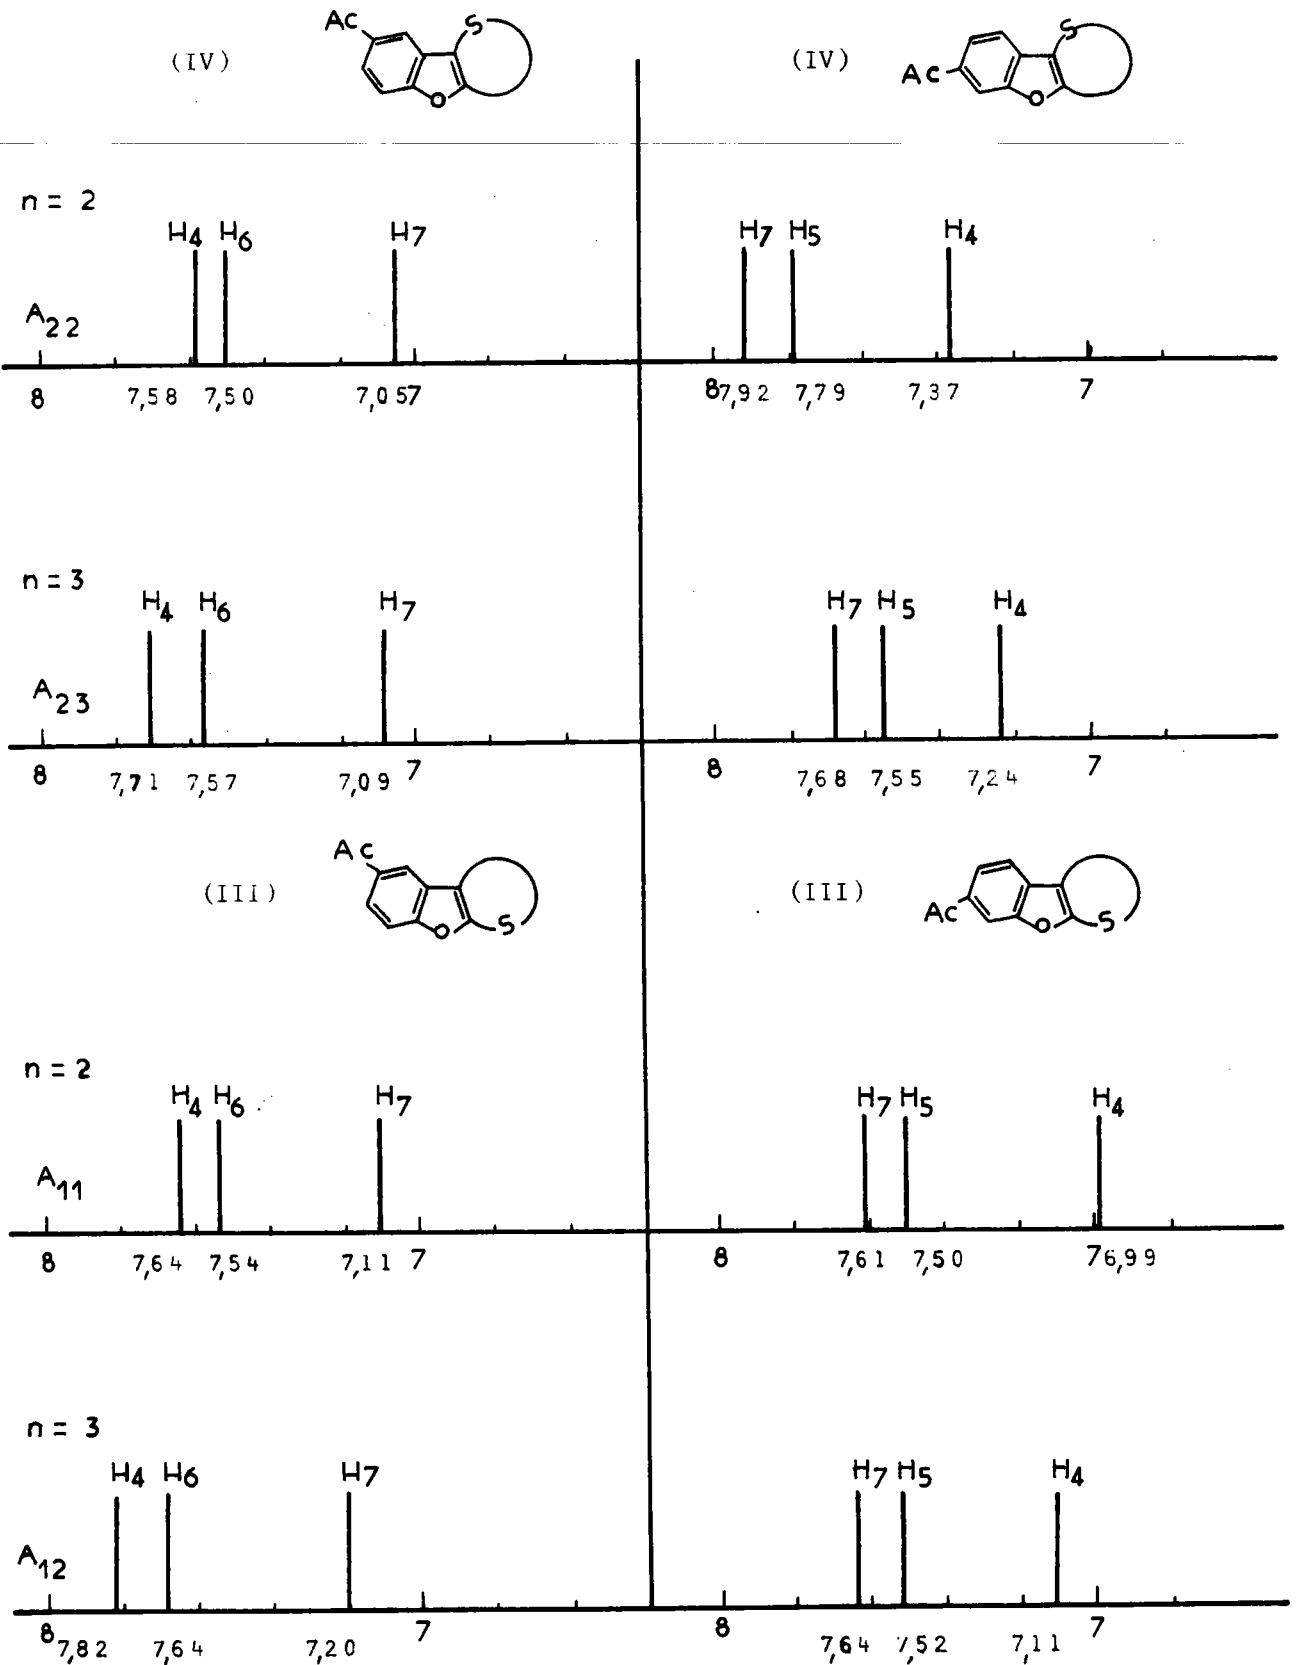 AC S O (IV)
(IV) S AC O
n = 2
H4 H6 H7
H7 H5 H4
A22
8 7,58 7,50 7,057
8 7,92 7,79 7,37 7
n = 3
H4 H6 H7
H7 H5 H4
A23
8 7,71 7,57 7,09 7
8 7,68 7,55 7,24 7
(III) AC O S
(III) AC O S
n = 2
H4 H6 H7
H7 H5 H4
A11
8 7,64 7,54 7,11 7
8 7,61 7,50 7 6,99
n = 3
H4 H6 H7
H7 H5 H4
A12
8 7,82 7,64 7,20 7
8 7,64 7,52 7,11 7